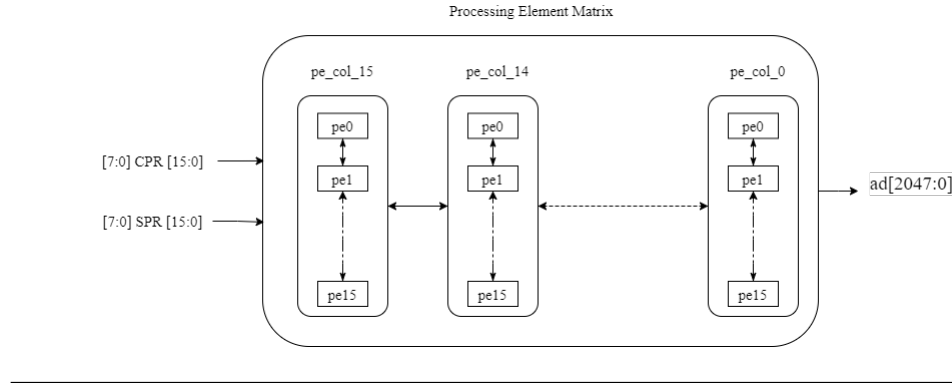 Processing Element Matrix
pe_col_15
pe_col_14
pe_col_0
pe0
pe0
pe0
[7:0] CPR [15:0]
pe1
pe1
pe1
ad[2047:0]
[7:0] SPR [15:0]
pe15
pe15
pe15